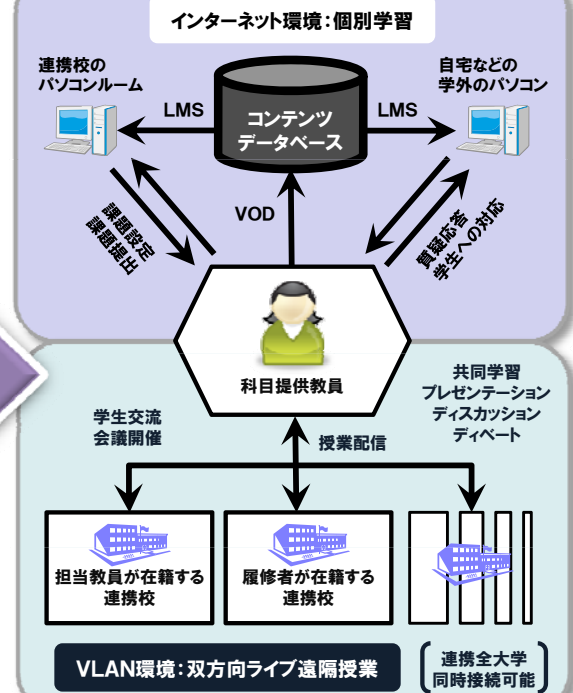 インターネット環境：個別学習
連携校の
パソコンルーム
自宅などの
学外のパソコン
LMS
コンテンツ
データベース
LMS
課題設定
課題提出
VOD
質疑応答
学生への対応
科目提供教員
学生交流
会議開催
授業配信
共同学習
プレゼンテーション
ディスカッション
ディベート
担当教員が在籍する
連携校
履修者が在籍する
連携校
VLAN環境：双方向ライブ遠隔授業
連携全大学
同時接続可能